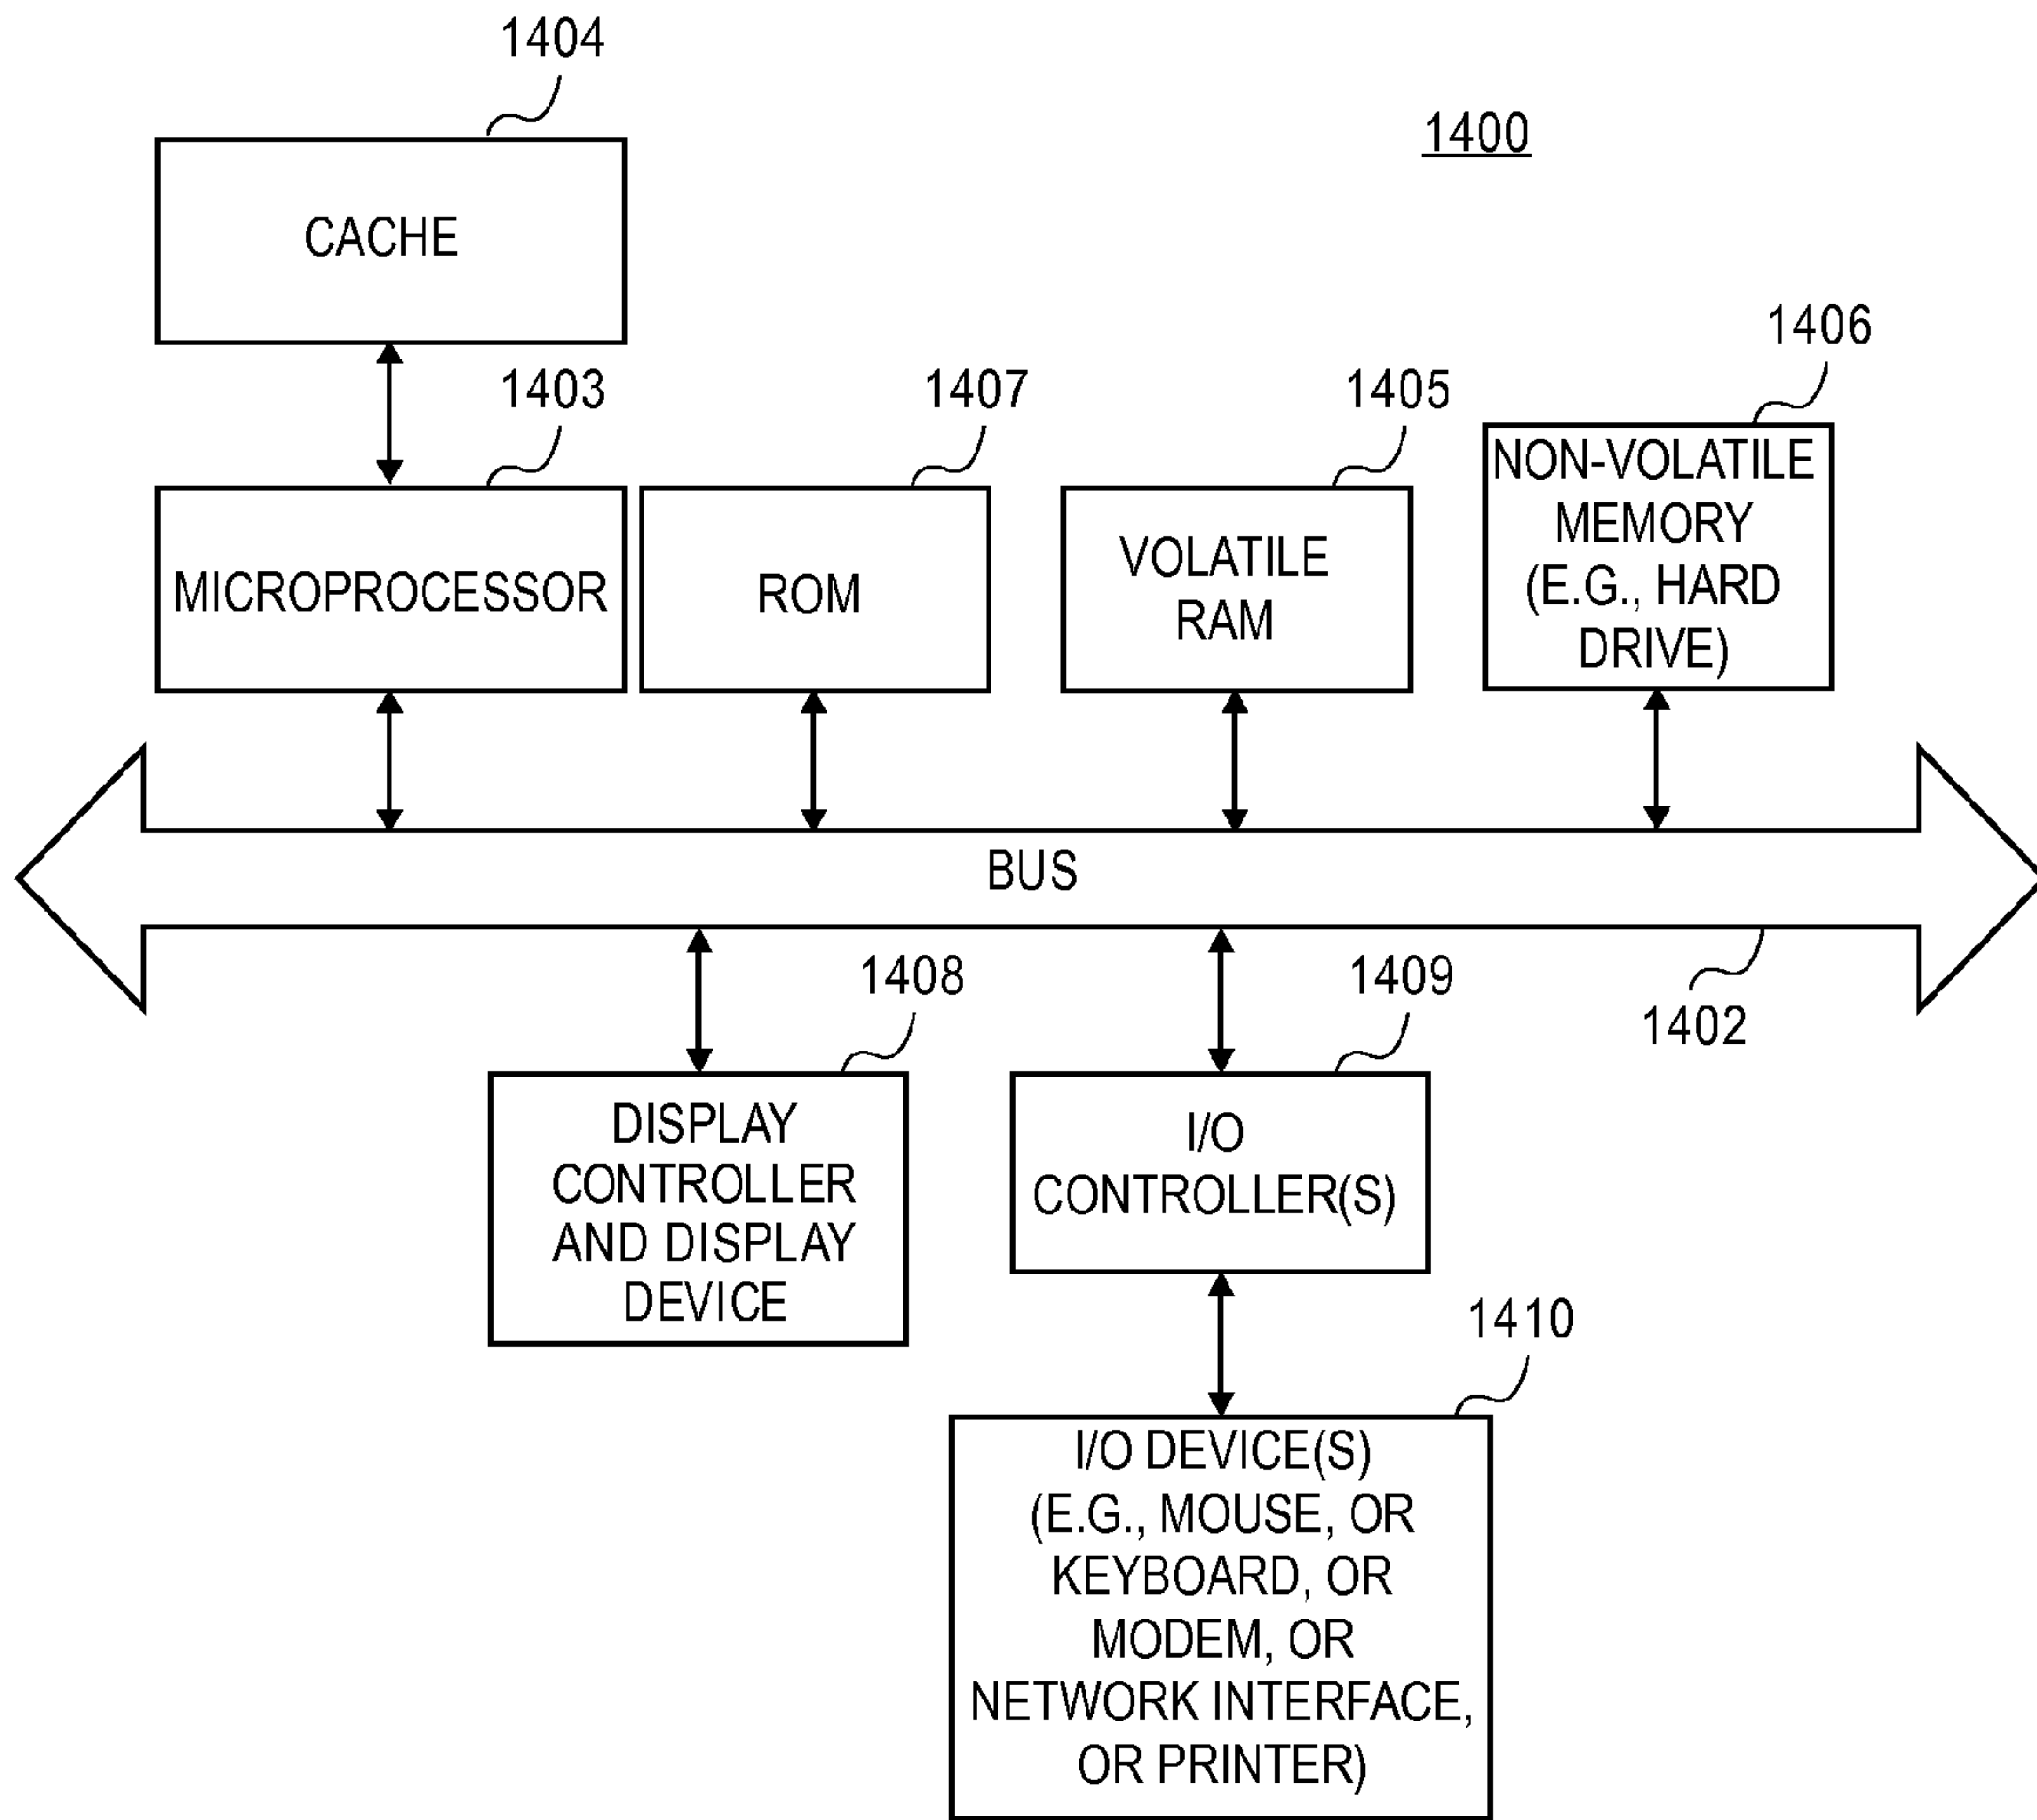 1404
1400
CACHE
1406
1403
1407
1405
NON-VOLATILE
MEMORY
(E.G., HARD
DRIVE)
MICROPROCESSOR
ROM
VOLATILE
RAM
BUS
1408
1409
1402
DISPLAY
CONTROLLER
AND DISPLAY
DEVICE
I/O
CONTROLLER(S)
1410
I/O DEVICE(S)
(E.G., MOUSE, OR
KEYBOARD, OR
MODEM, OR
NETWORK INTERFACE,
OR PRINTER)